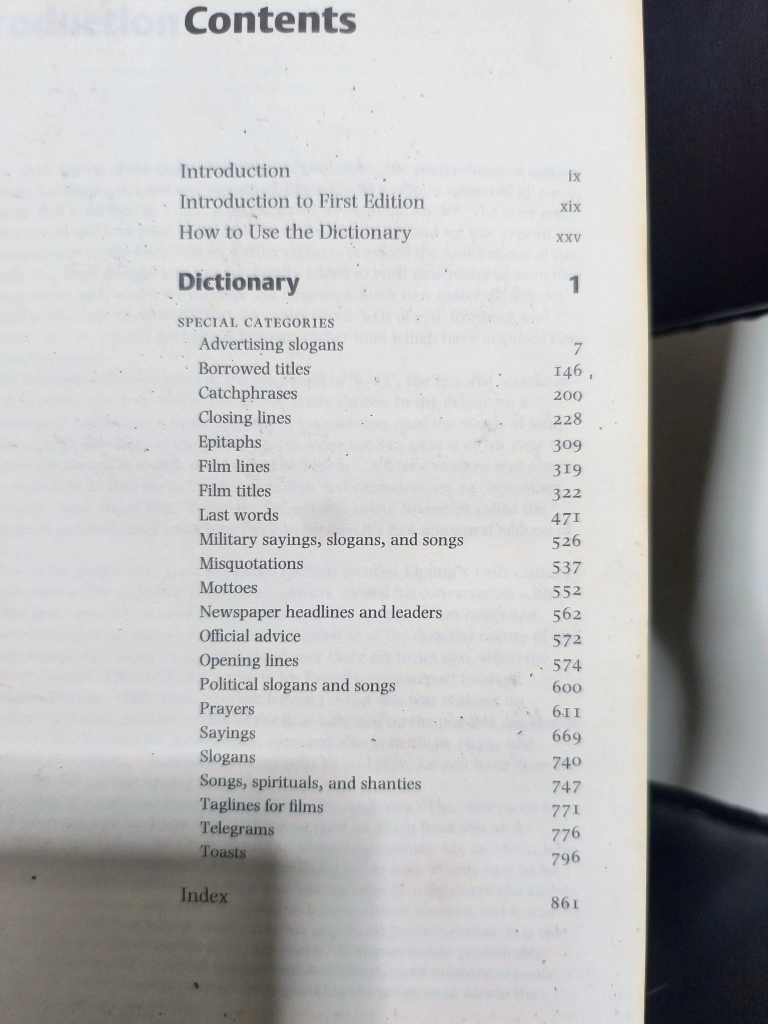 Contents
Introduction ix
Introduction to First Edition xix
How to Use the Dictionary xxv
Dictionary 1
SPECIAL CATEGORIES
Advertising slogans 7
Borrowed titles 146
Catchphrases 200
Closing lines 228
Epitaphs 309
Film lines 319
Film titles 322
Last words 471
Military sayings, slogans, and songs 526
Misquotations 537
Mottoes 552
Newspaper headlines and leaders 562
Official advice 572
Opening lines 574
Political slogans and songs 600
Prayers 611
Sayings 669
Slogans 740
Songs, spirituals, and shanties 747
Taglines for films 771
Telegrams 776
Toasts 796
Index 861